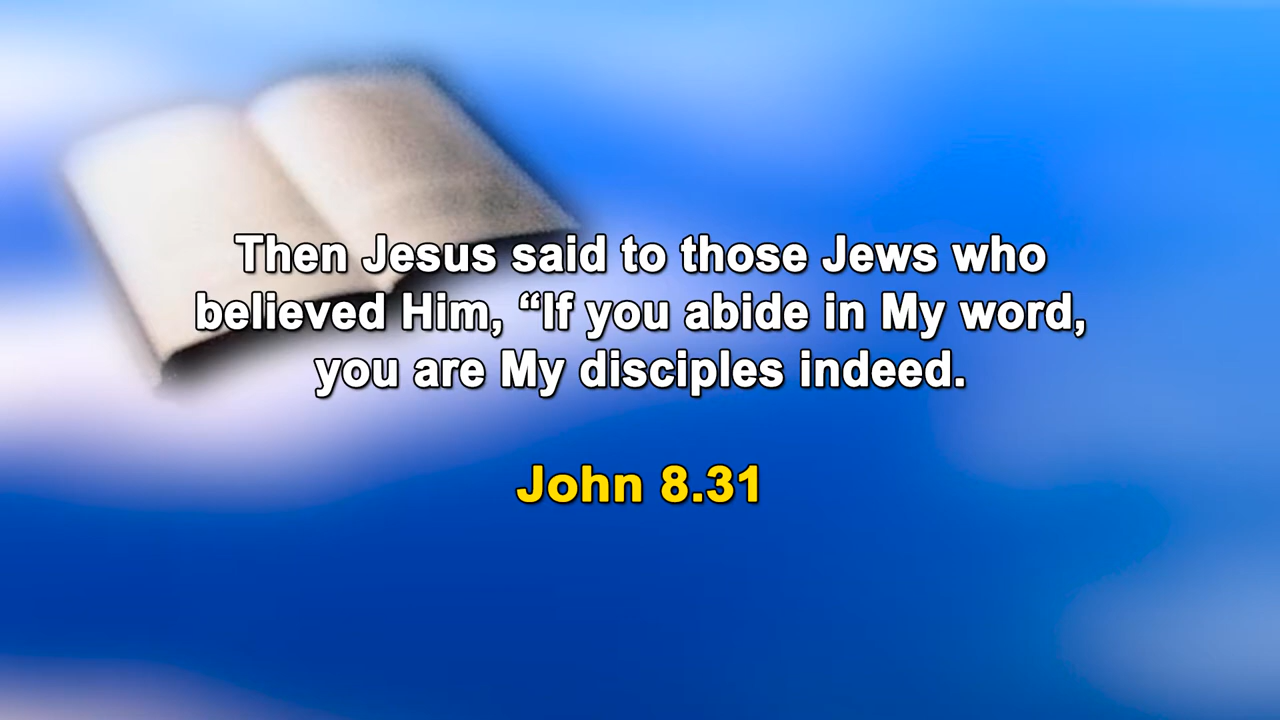 Then Jesus said to those Jews who
believed Him, “If you abide in My word,
you are My disciples indeed.
John 8.31